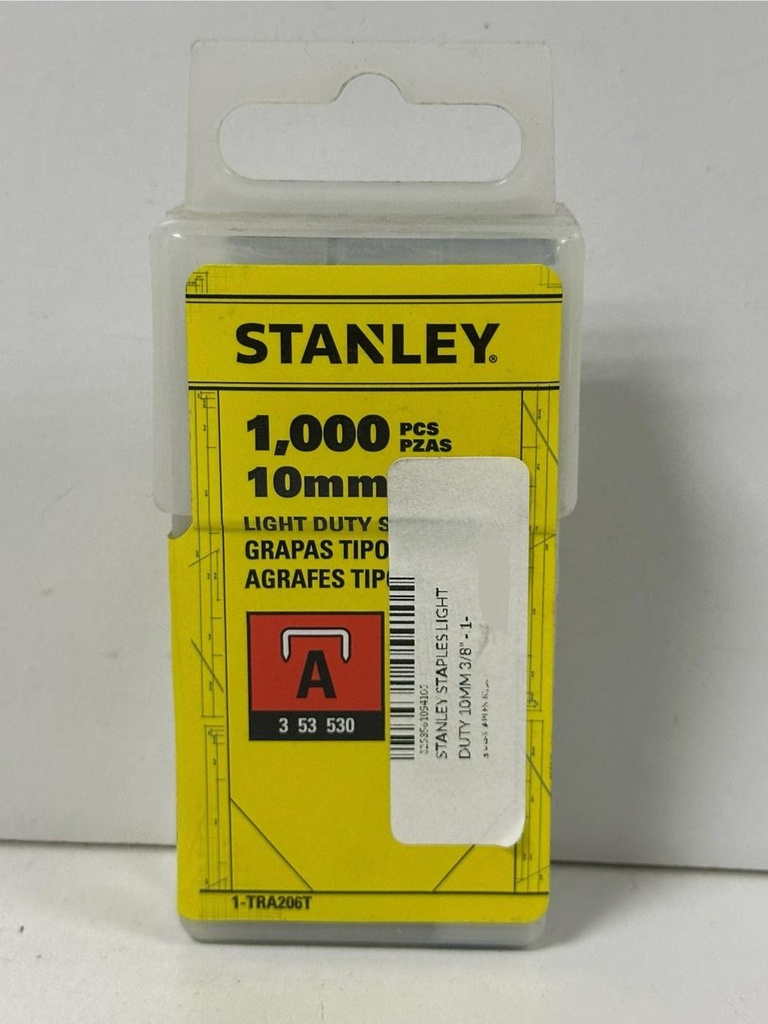 STANLEY®
1,000 PCS
PZAS
10mm
LIGHT DUTY S
GRAPAS TIPO
AGRAFES TIP
A
3 53 530
STANLEY STAPLES LIGHT
DUTY 10MM 3/8" - 1-
1-TRA206T